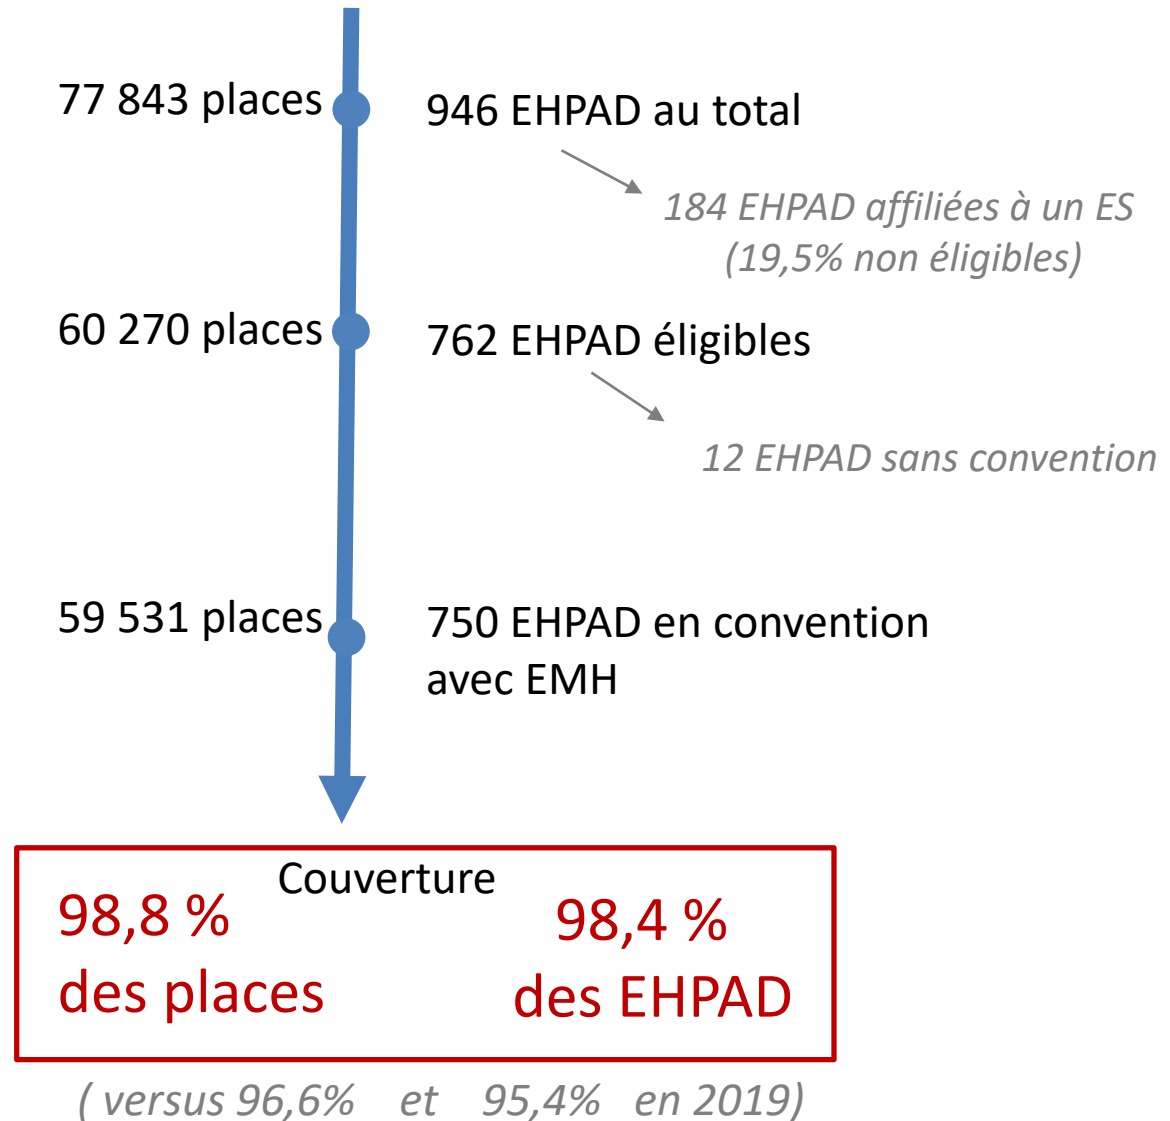 77 843 places
946 EHPAD au total
184 EHPAD affiliées à un ES
(19,5% non éligibles)
60 270 places
762 EHPAD éligibles
12 EHPAD sans convention
59 531 places
750 EHPAD en convention
avec EMH
Couverture
98,8 %
des places
98,4 %
des EHPAD
( versus 96,6% et 95,4% en 2019)